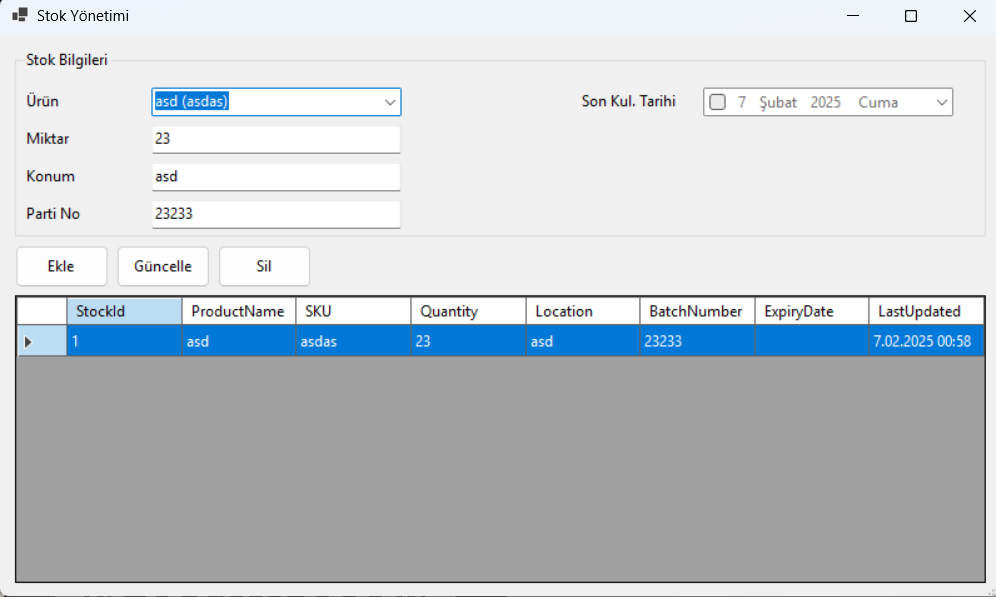 Stok Yönetimi
Stok Bilgileri
Ürün asd (asdas) Son Kul. Tarihi 7 Şubat 2025 Cuma
Miktar 23
Konum asd
Parti No 23233
Ekle Güncelle Sil
StockId ProductName SKU Quantity Location BatchNumber ExpiryDate LastUpdated
1 asd asdas 23 asd 23233 7.02.2025 00:58